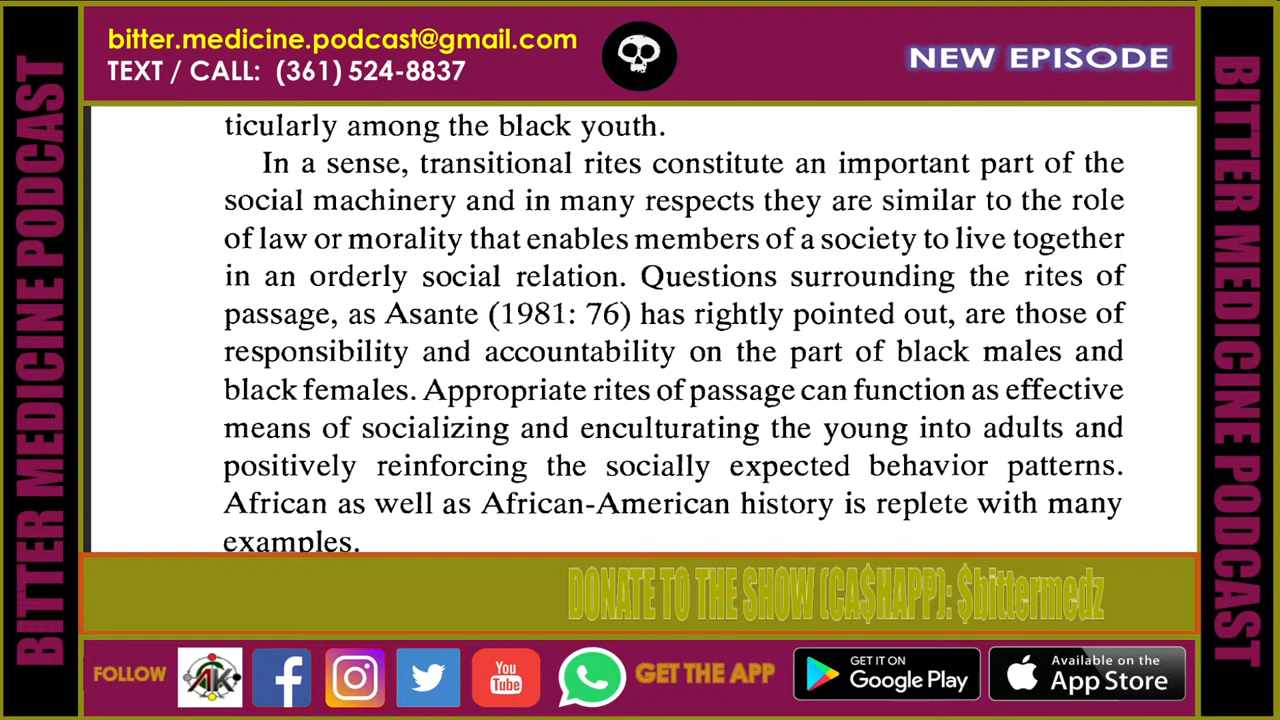 bitter.medicine.podcast@gmail.com
TEXT / CALL: (361) 524-8837
NEW EPISODE
BITTER MEDICINE PODCAST
ticularly among the black youth.
In a sense, transitional rites constitute an important part of the
social machinery and in many respects they are similar to the role
of law or morality that enables members of a society to live together
in an orderly social relation. Questions surrounding the rites of
passage, as Asante (1981: 76) has rightly pointed out, are those of
responsibility and accountability on the part of black males and
black females. Appropriate rites of passage can function as effective
means of socializing and enculturating the young into adults and
positively reinforcing the socially expected behavior patterns.
African as well as African-American history is replete with many
examples.
BITTER MEDICINE PODCAST
DONATE TO THE SHOW (CA$HAPP): $bittermedz
FOLLOW
ATK
You
Tube
GET THE APP
GET IT ON
Google Play
Available on the
App Store